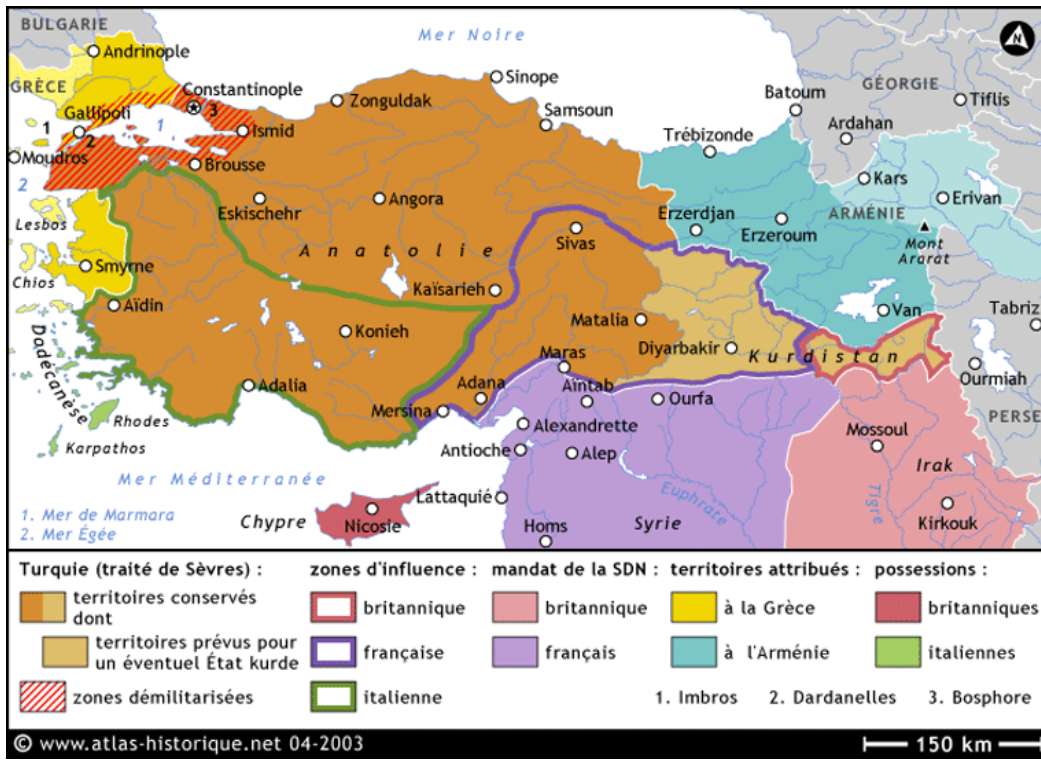 BULGARIE
Andrinople
Mer Noire
N
GRÈCE
Constantinople
3
Sinope
GÉORGIE
Zonguldak
Batoum
Tiflis
Gallipoli
1
1
2
Ismid
Samsoun
Ardahan
Trébizonde
Moudros
Brousse
2
Kars
Erivan
Eskischehr
Angora
Erzerdjan
ARMÉNIE
Lesbos
Sivas
Erzeroum
Mont
Ararat
Anatolie
Smyrne
Chios
Kaïsarieh
Aïdin
Van
Tabriz
Konieh
Matalia
Diyarbakir
Kurdistan
Dodécanèse
Maras
Ourmiah
Adalia
Adana
Aïntab
Ourfa
Mersina
PERSE
Rhodes
Alexandrette
Mossoul
Karpathos
Antioche
Alep
Irak
Mer Méditerranée
Lattaquié
Euphrate
Tigre
1. Mer de Marmara
2. Mer Égée
Chypre
Nicosie
Homs
Syrie
Kirkouk
Turquie (traité de Sèvres) :
territoires conservés
dont
territoires prévus pour
un éventuel État kurde
zones démilitarisées
zones d'influence :
britannique
française
italienne
mandat de la SDN :
britannique
français
territoires attribués :
à la Grèce
à l'Arménie
possessions :
britanniques
italiennes
1. Imbros 2. Dardanelles 3. Bosphore
© www.atlas-historique.net 04-2003
150 km